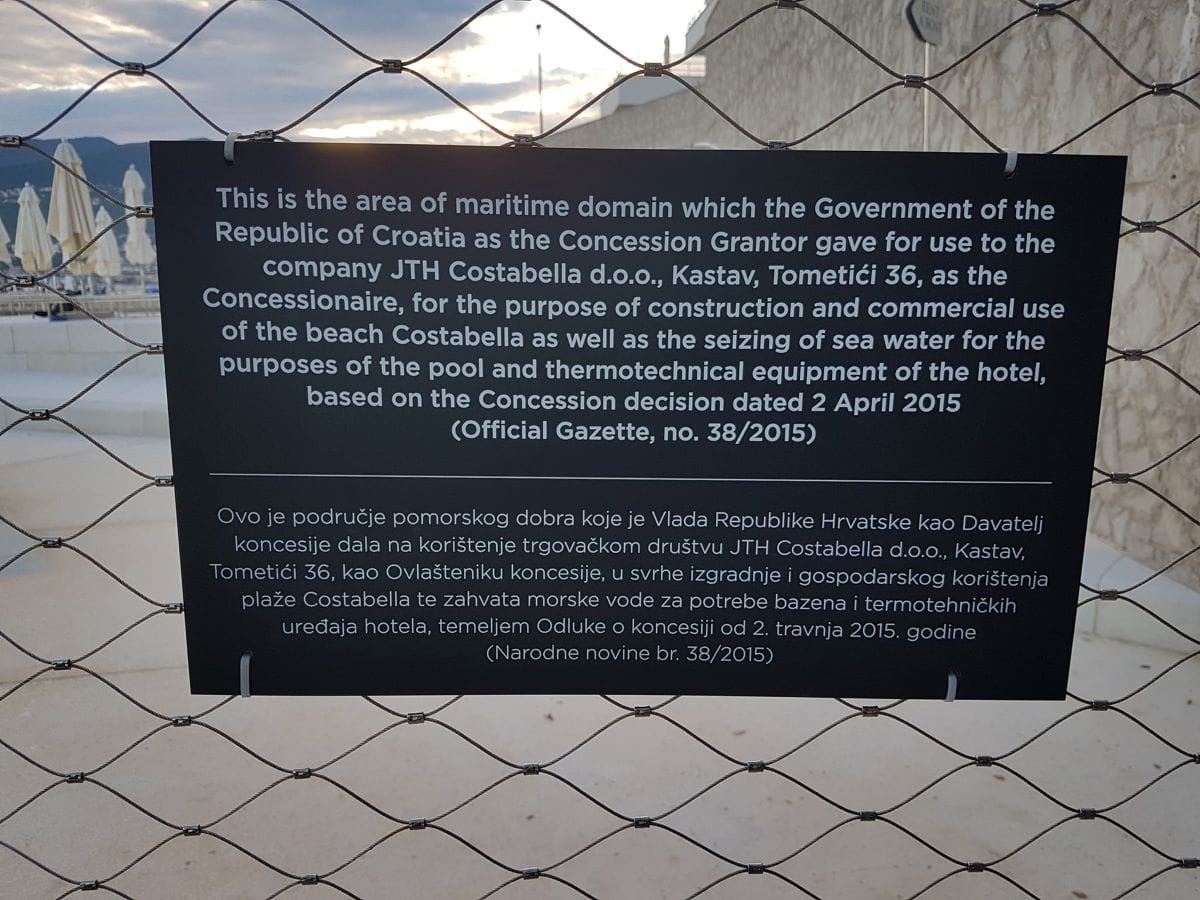 This is the area of maritime domain which the Government of the
Republic of Croatia as the Concession Grantor gave for use to the
company JTH Costabella d.o.o., Kastav, Tometići 36, as the
Concessionaire, for the purpose of construction and commercial use
of the beach Costabella as well as the seizing of sea water for the
purposes of the pool and thermotechnical equipment of the hotel,
based on the Concession decision dated 2 April 2015
(Official Gazette, no. 38/2015)
Ovo je područje pomorskog dobra koje je Vlada Republike Hrvatske kao Davatelj
koncesije dala na korištenje trgovačkom društvu JTH Costabella d.o.o., Kastav,
Tometići 36, kao Ovlašteniku koncesije, u svrhe izgradnje i gospodarskog korištenja
plaže Costabella te zahvata morske vode za potrebe bazena i termotehničkih
uređaja hotela, temeljem Odluke o koncesiji od 2. travnja 2015. godine
(Narodne novine br. 38/2015)